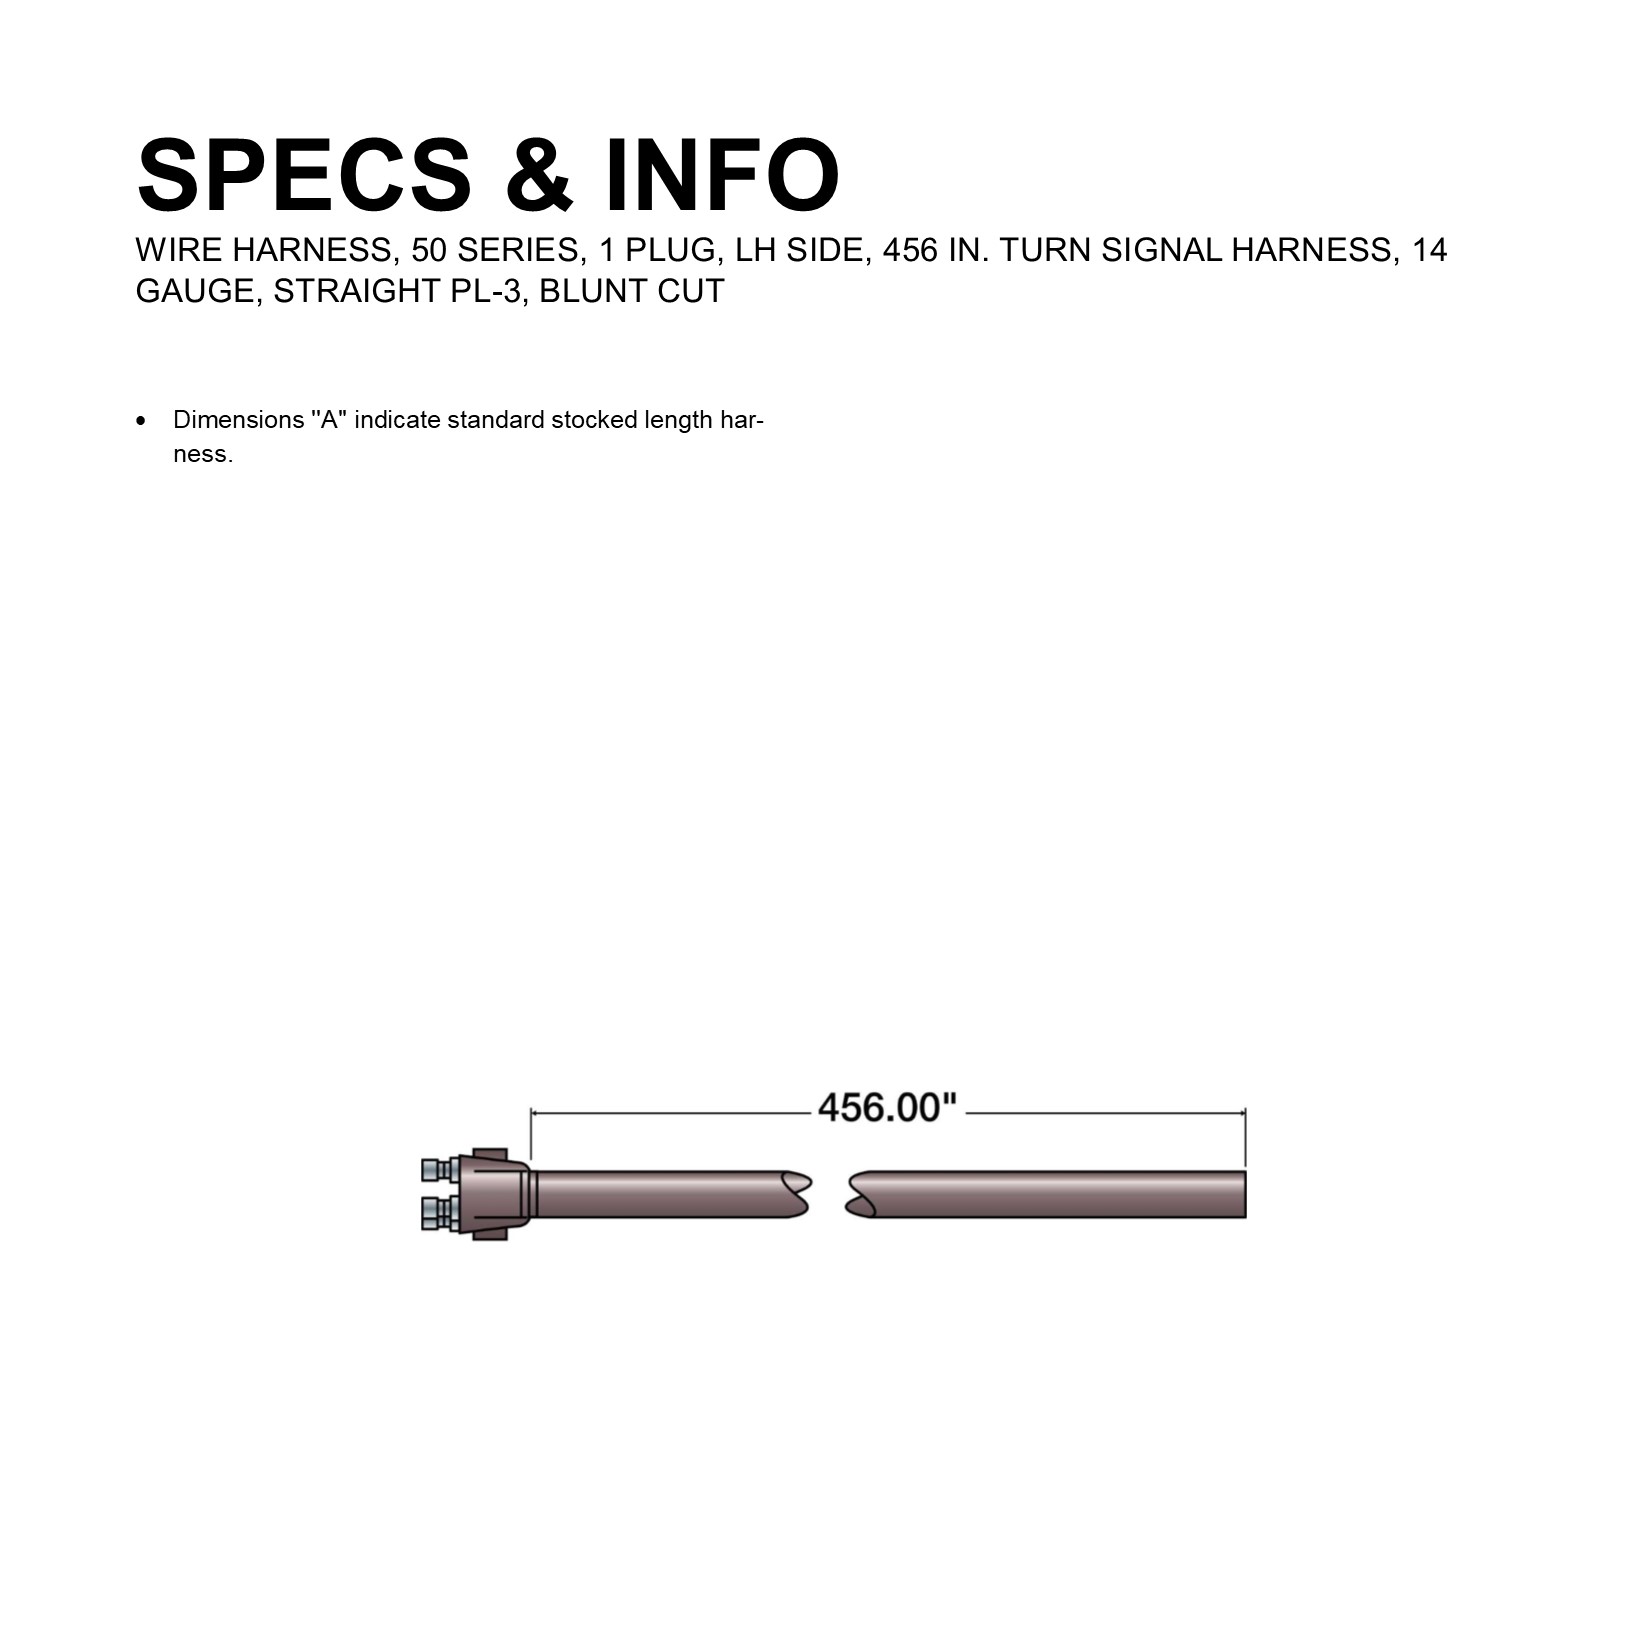 SPECS & INFO
WIRE HARNESS, 50 SERIES, 1 PLUG, LH SIDE, 456 IN. TURN SIGNAL HARNESS, 14
GAUGE, STRAIGHT PL-3, BLUNT CUT
• Dimensions "A" indicate standard stocked length har-
ness.
456.00"